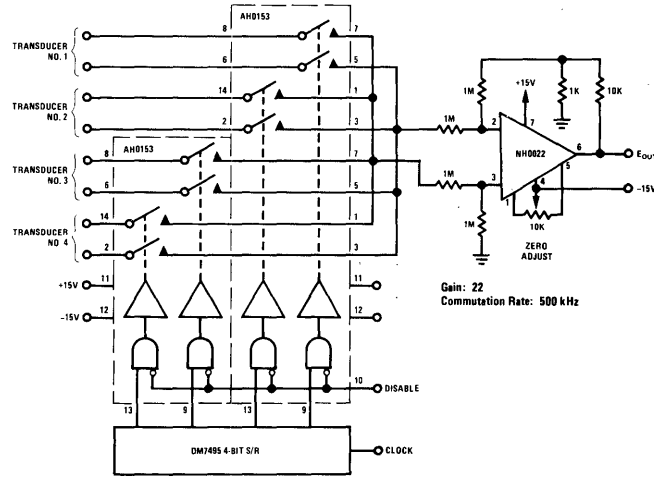 AH0153
TRANSDUCER
NO. 1
8
7
6
5
TRANSDUCER
NO. 2
14
1
2
3
AH0153
TRANSDUCER
NO. 3
8
7
6
5
TRANSDUCER
NO 4
14
1
2
3
+15V
11
11
−15V
12
12
10
DISABLE
13
9
13
9
DM7495 4-BIT S/R
CLOCK
1M
+15V
1K
10K
1M
2
7
NH0022
6
EOUT
1M
3
4
5
−15V
1
1M
10K
ZERO
ADJUST
Gain: 22
Commutation Rate: 500 kHz